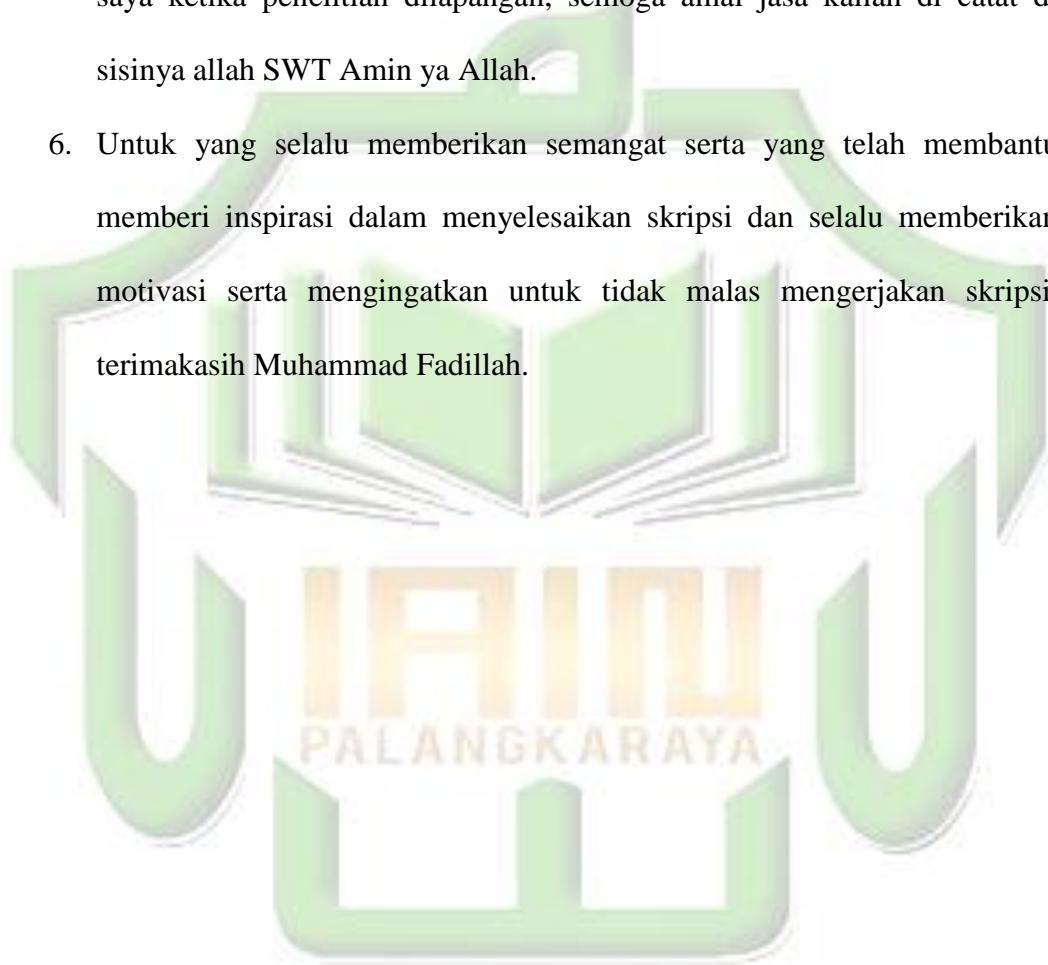 saya ketika penelitian dilapangan, semoga amal jasa kalian di catat d
sisinya allah SWT Amin ya Allah.
6. Untuk yang selalu memberikan semangat serta yang telah membantu
memberi inspirasi dalam menyelesaikan skripsi dan selalu memberikan
motivasi serta mengingatkan untuk tidak malas mengerjakan skripsi
terimakasih Muhammad Fadillah.
IAIN
PALANGKARAYA